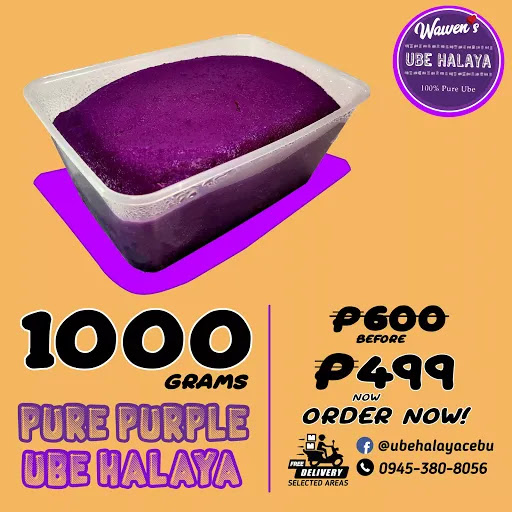 Wawen's
UBE HALAYA
100% Pure Ube
1000
GRAMS
PURE PURPLE
UBE HALAYA
₱600
BEFORE
₱499
NOW
ORDER NOW!
FREE
DELIVERY
SELECTED AREAS
@ubehalayacebu
0945-380-8056